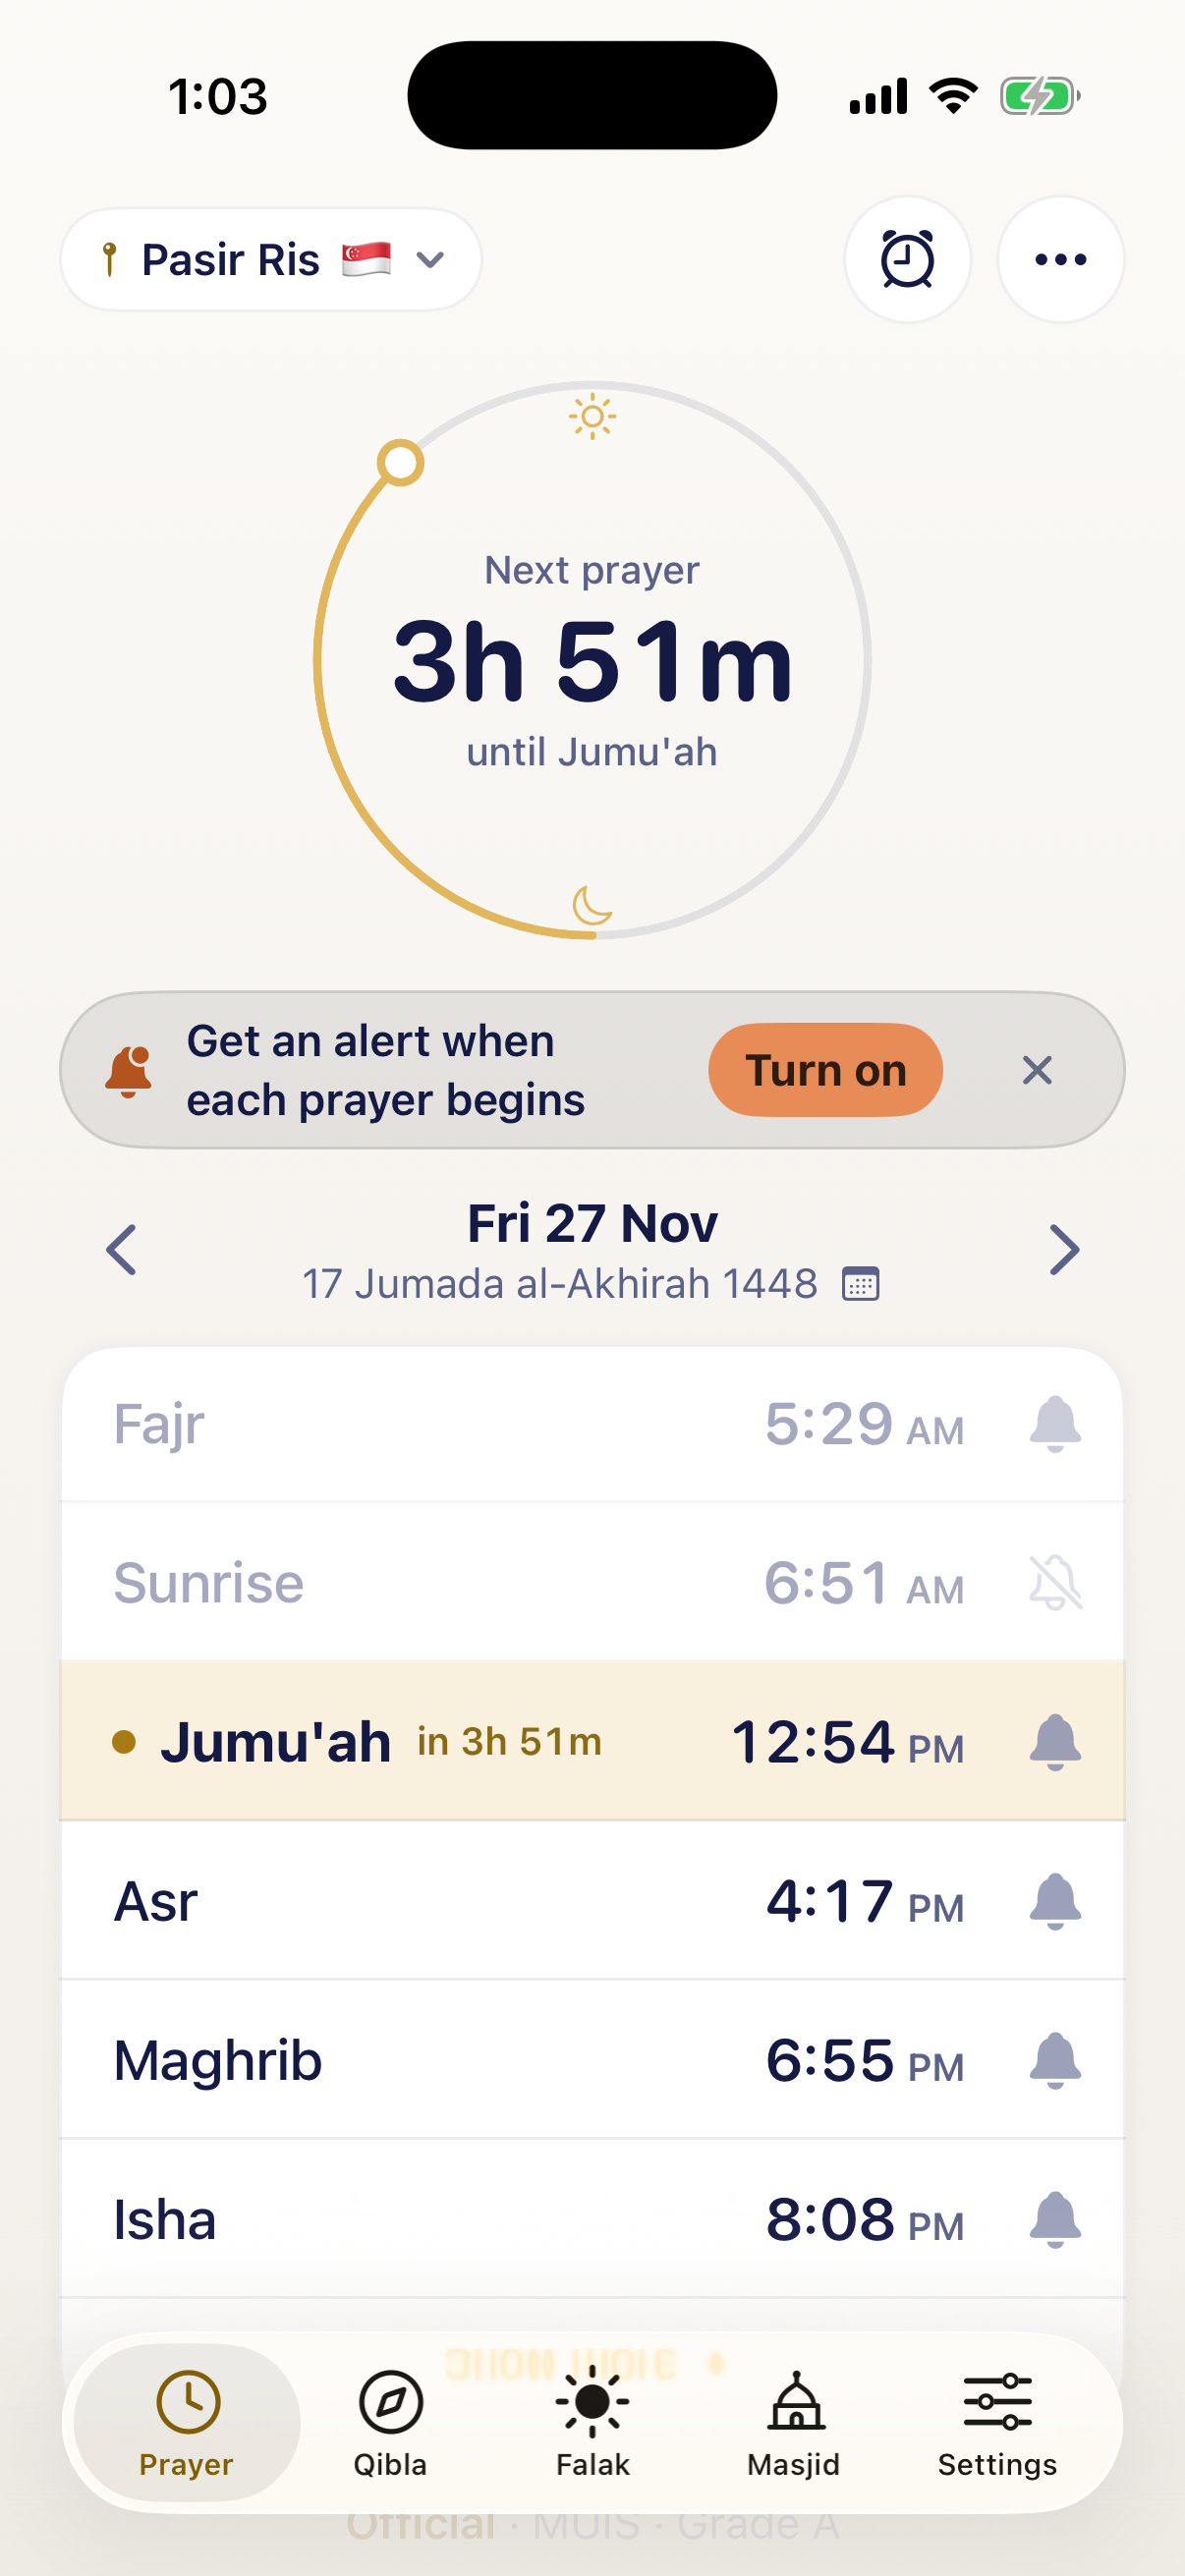 1:03
Pasir Ris
Next prayer
3h 51m
until Jumu'ah
Get an alert when
each prayer begins
Turn on
Fri 27 Nov
17 Jumada al-Akhirah 1448
Fajr 5:29 AM
Sunrise 6:51 AM
Jumu'ah in 3h 51m 12:54 PM
Asr 4:17 PM
Maghrib 6:55 PM
Isha 8:08 PM
Prayer Qibla Falak Masjid Settings
Official · MUIS · Grade A